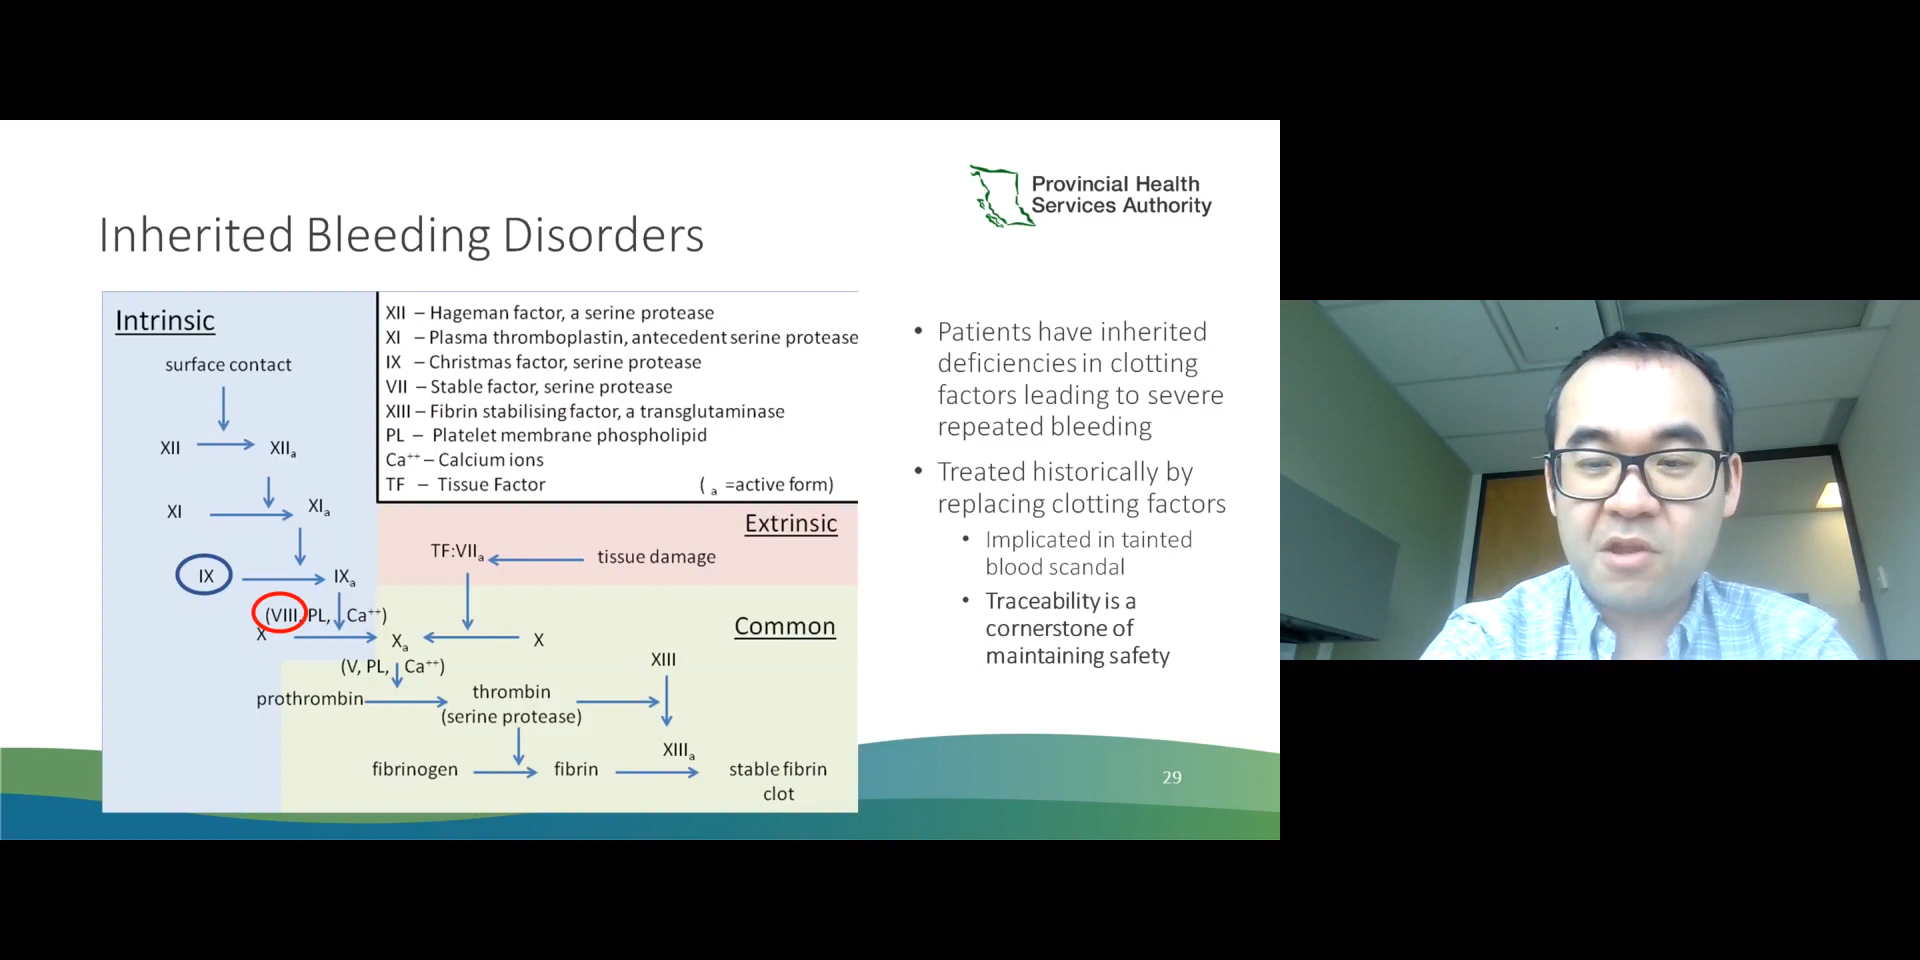 Provincial Health
Services Authority
Inherited Bleeding Disorders
Intrinsic
surface contact
XII
XIIₐ
XI
XIₐ
IX
IXₐ
(VIII, PL, Ca⁺⁺)
X
Xₐ
X
(V, PL, Ca⁺⁺)
prothrombin
thrombin
(serine protease)
XIII
XIIIₐ
fibrinogen
fibrin
stable fibrin
clot
XII – Hageman factor, a serine protease
XI – Plasma thromboplastin, antecedent serine protease
IX – Christmas factor, serine protease
VII – Stable factor, serine protease
XIII – Fibrin stabilising factor, a transglutaminase
PL – Platelet membrane phospholipid
Ca⁺⁺ – Calcium ions
TF – Tissue Factor (ₐ =active form)
Extrinsic
TF:VIIₐ
tissue damage
Common
• Patients have inherited
deficiencies in clotting
factors leading to severe
repeated bleeding
• Treated historically by
replacing clotting factors
• Implicated in tainted
blood scandal
• Traceability is a
cornerstone of
maintaining safety
29